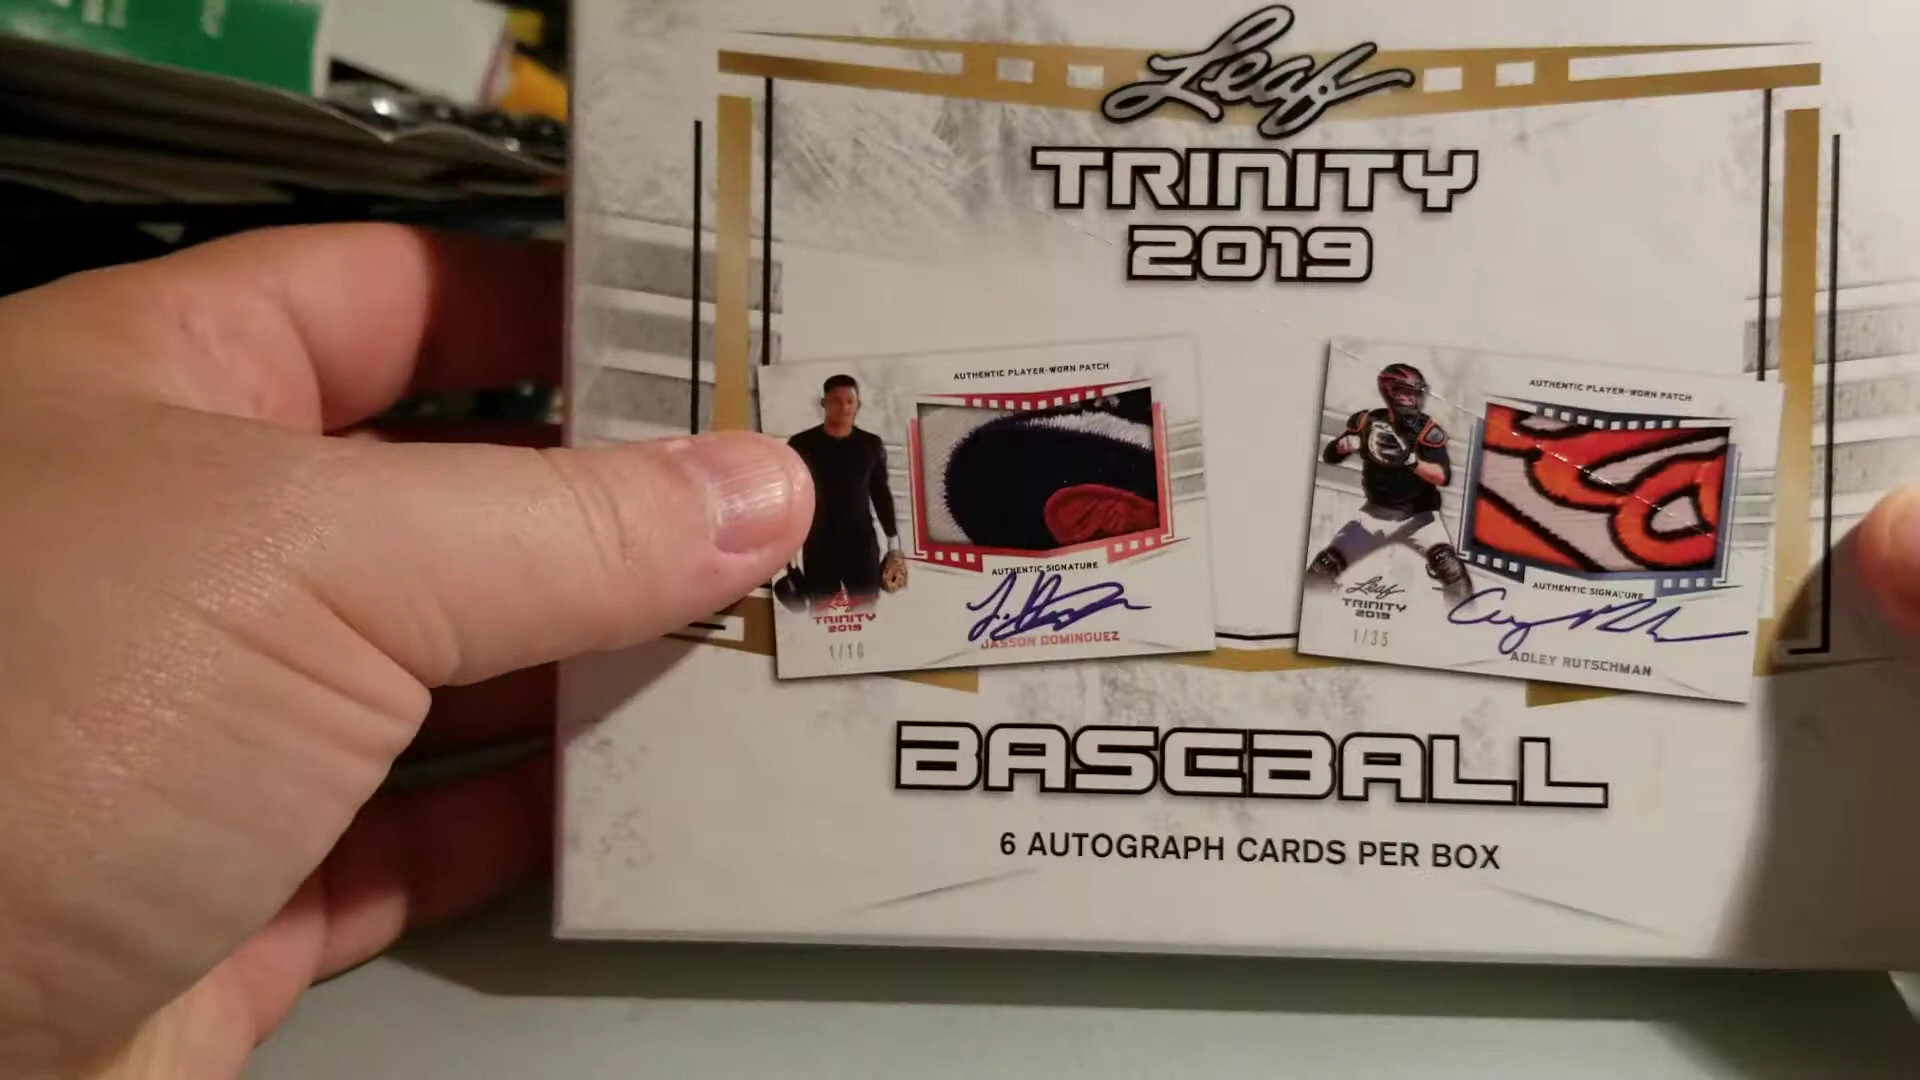 Leaf
TRINITY
2019
AUTHENTIC PLAYER-WORN PATCH
AUTHENTIC SIGNATURE
Leaf
TRINITY
2019
1/10
JASSON DOMINGUEZ
AUTHENTIC PLAYER-WORN PATCH
AUTHENTIC SIGNATURE
Leaf
TRINITY
2019
1/35
ADLEY RUTSCHMAN
BASEBALL
6 AUTOGRAPH CARDS PER BOX